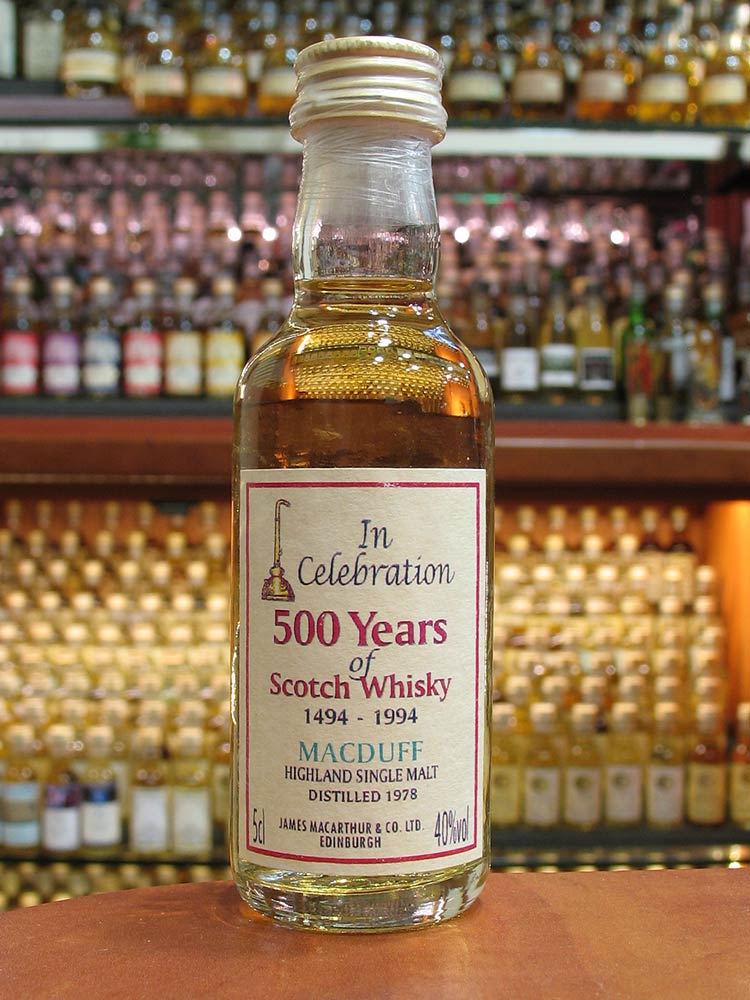 In
Celebration
500 Years
of
Scotch Whisky
1494 - 1994
MACDUFF
HIGHLAND SINGLE MALT
DISTILLED 1978
5cl JAMES MACARTHUR & CO. LTD. 40%vol
EDINBURGH